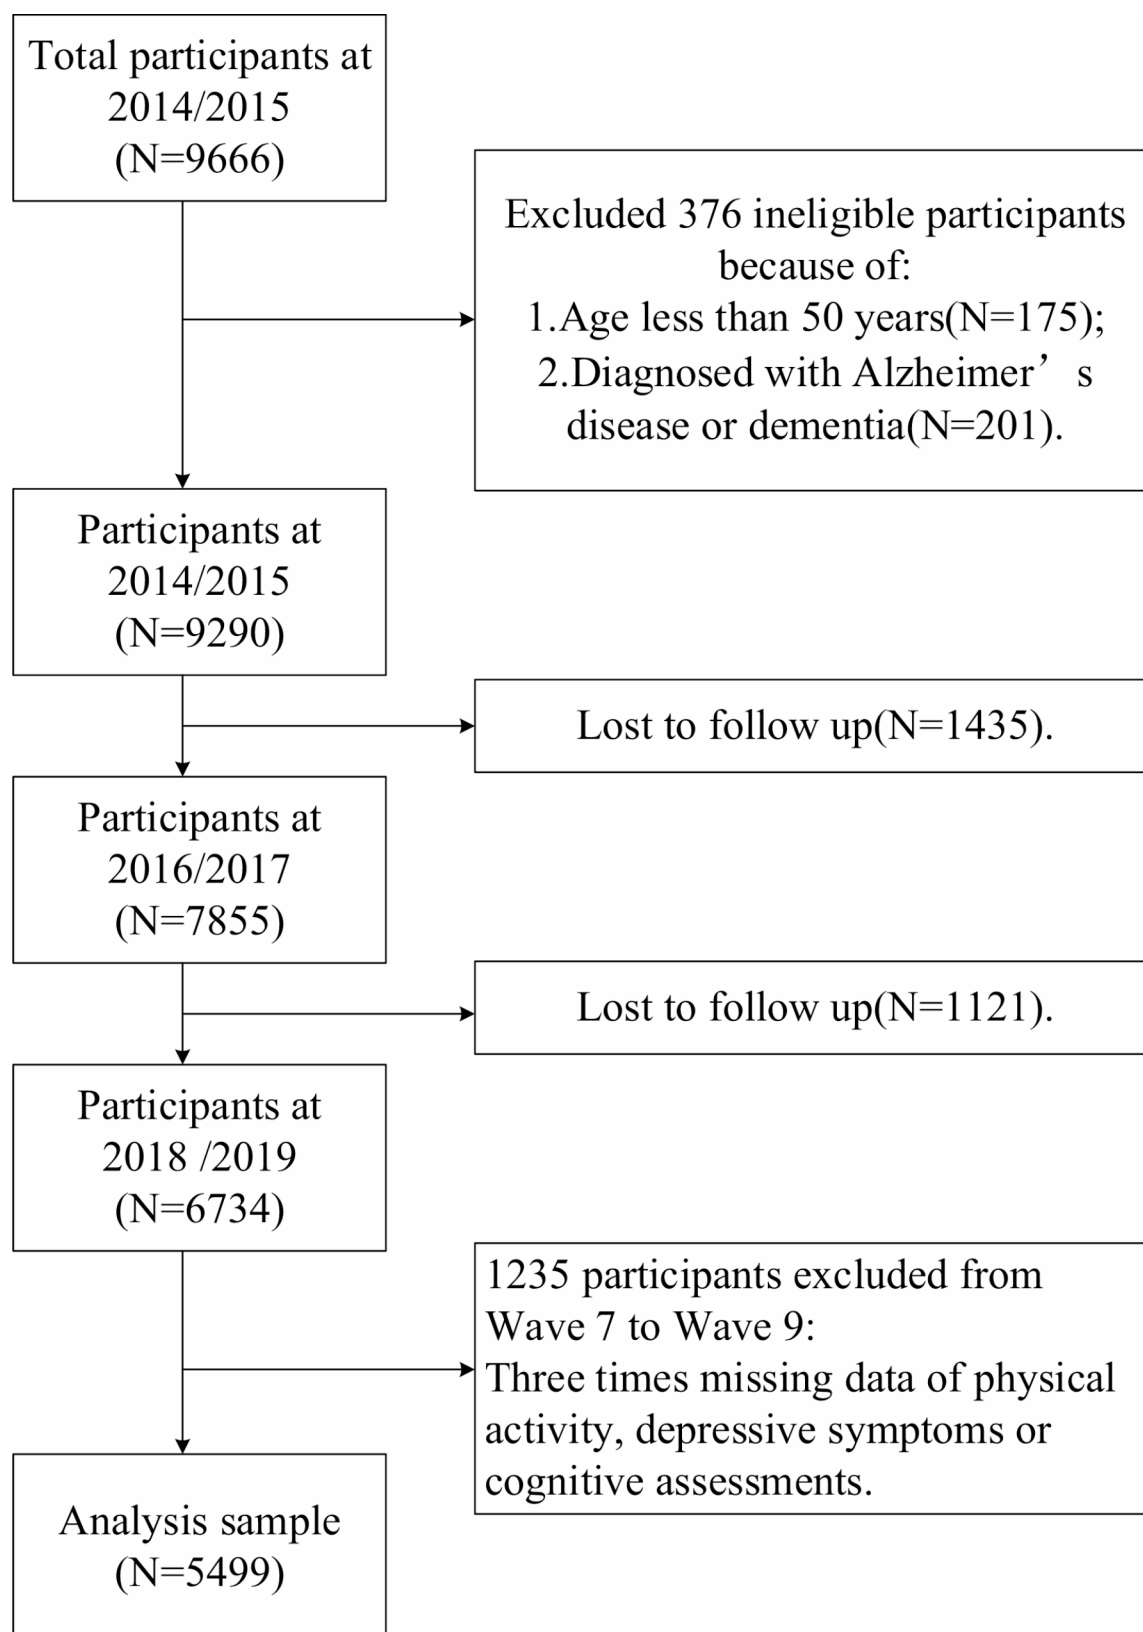 Total participants at
2014/2015
(N=9666)
Excluded 376 ineligible participants
because of:
1.Age less than 50 years(N=175);
2.Diagnosed with Alzheimer’ s
disease or dementia(N=201).
Participants at
2014/2015
(N=9290)
Lost to follow up(N=1435).
Participants at
2016/2017
(N=7855)
Lost to follow up(N=1121).
Participants at
2018 /2019
(N=6734)
1235 participants excluded from
Wave 7 to Wave 9:
Three times missing data of physical
activity, depressive symptoms or
cognitive assessments.
Analysis sample
(N=5499)